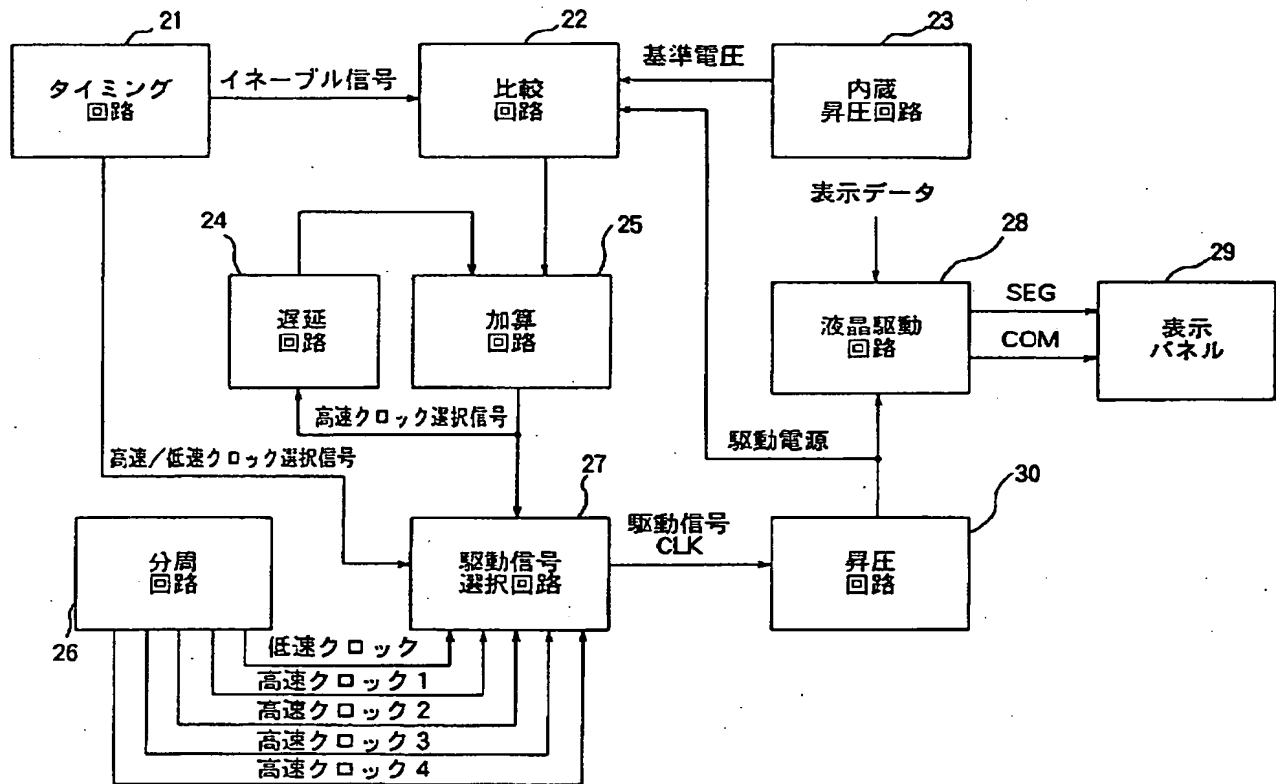 21
22
23
タイミング
回路
イネーブル信号
比較
回路
基準電圧
内蔵
昇圧回路
表示データ
24
25
28
29
遅延
回路
加算
回路
液晶駆動
回路
SEG
COM
表示
パネル
高速クロック選択信号
高速/低速クロック選択信号
駆動電源
27
30
分周
回路
26
駆動信号
選択回路
駆動信号
CLK
昇圧
回路
低速クロック
高速クロック1
高速クロック2
高速クロック3
高速クロック4